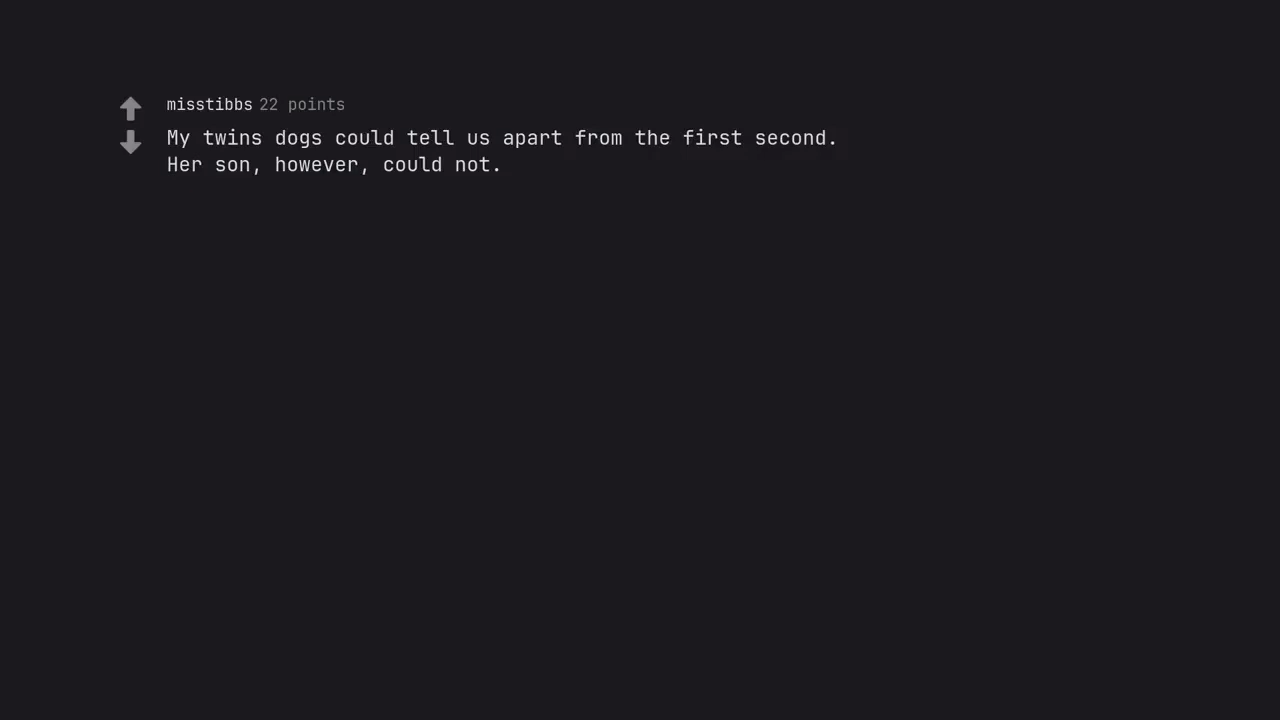 misstibbs 22 points
My twins dogs could tell us apart from the first second.
Her son, however, could not.